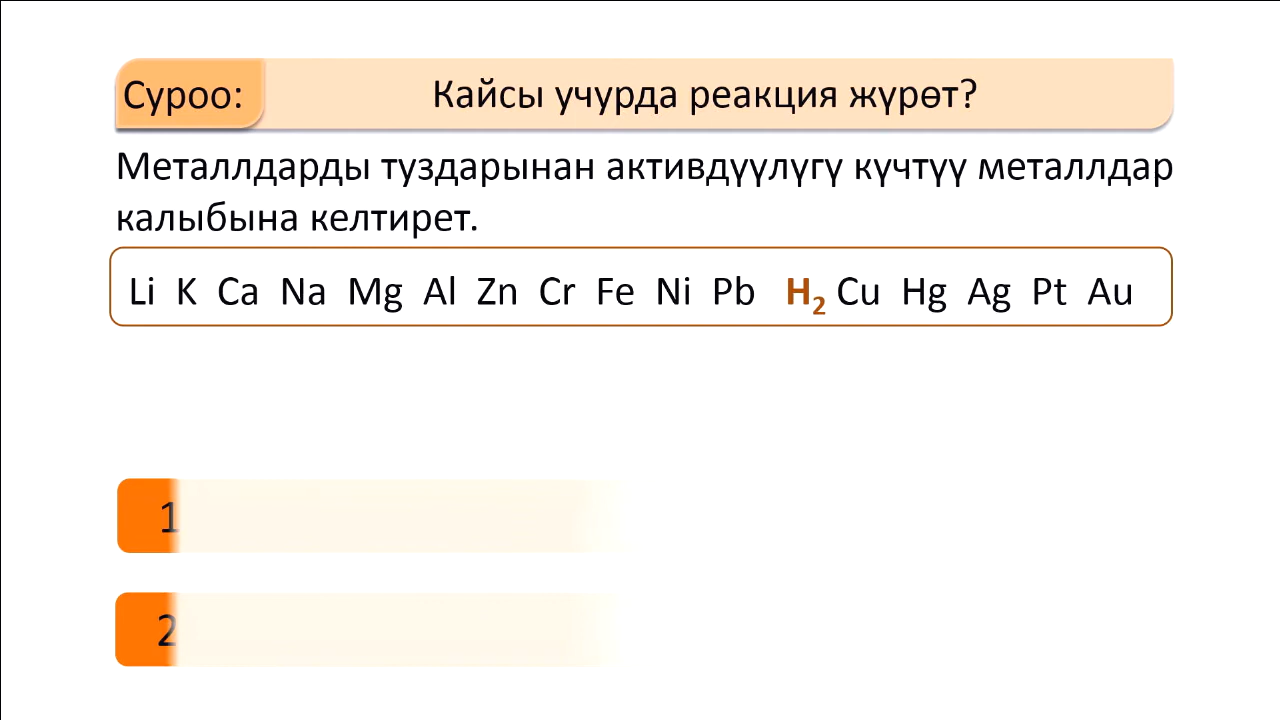 Суроо: Кайсы учурда реакция жүрөт?
Металлдарды туздарынан активдүүлүгү күчтүү металлдар
калыбына келтирет.
Li K Ca Na Mg Al Zn Cr Fe Ni Pb H₂ Cu Hg Ag Pt Au
1
2